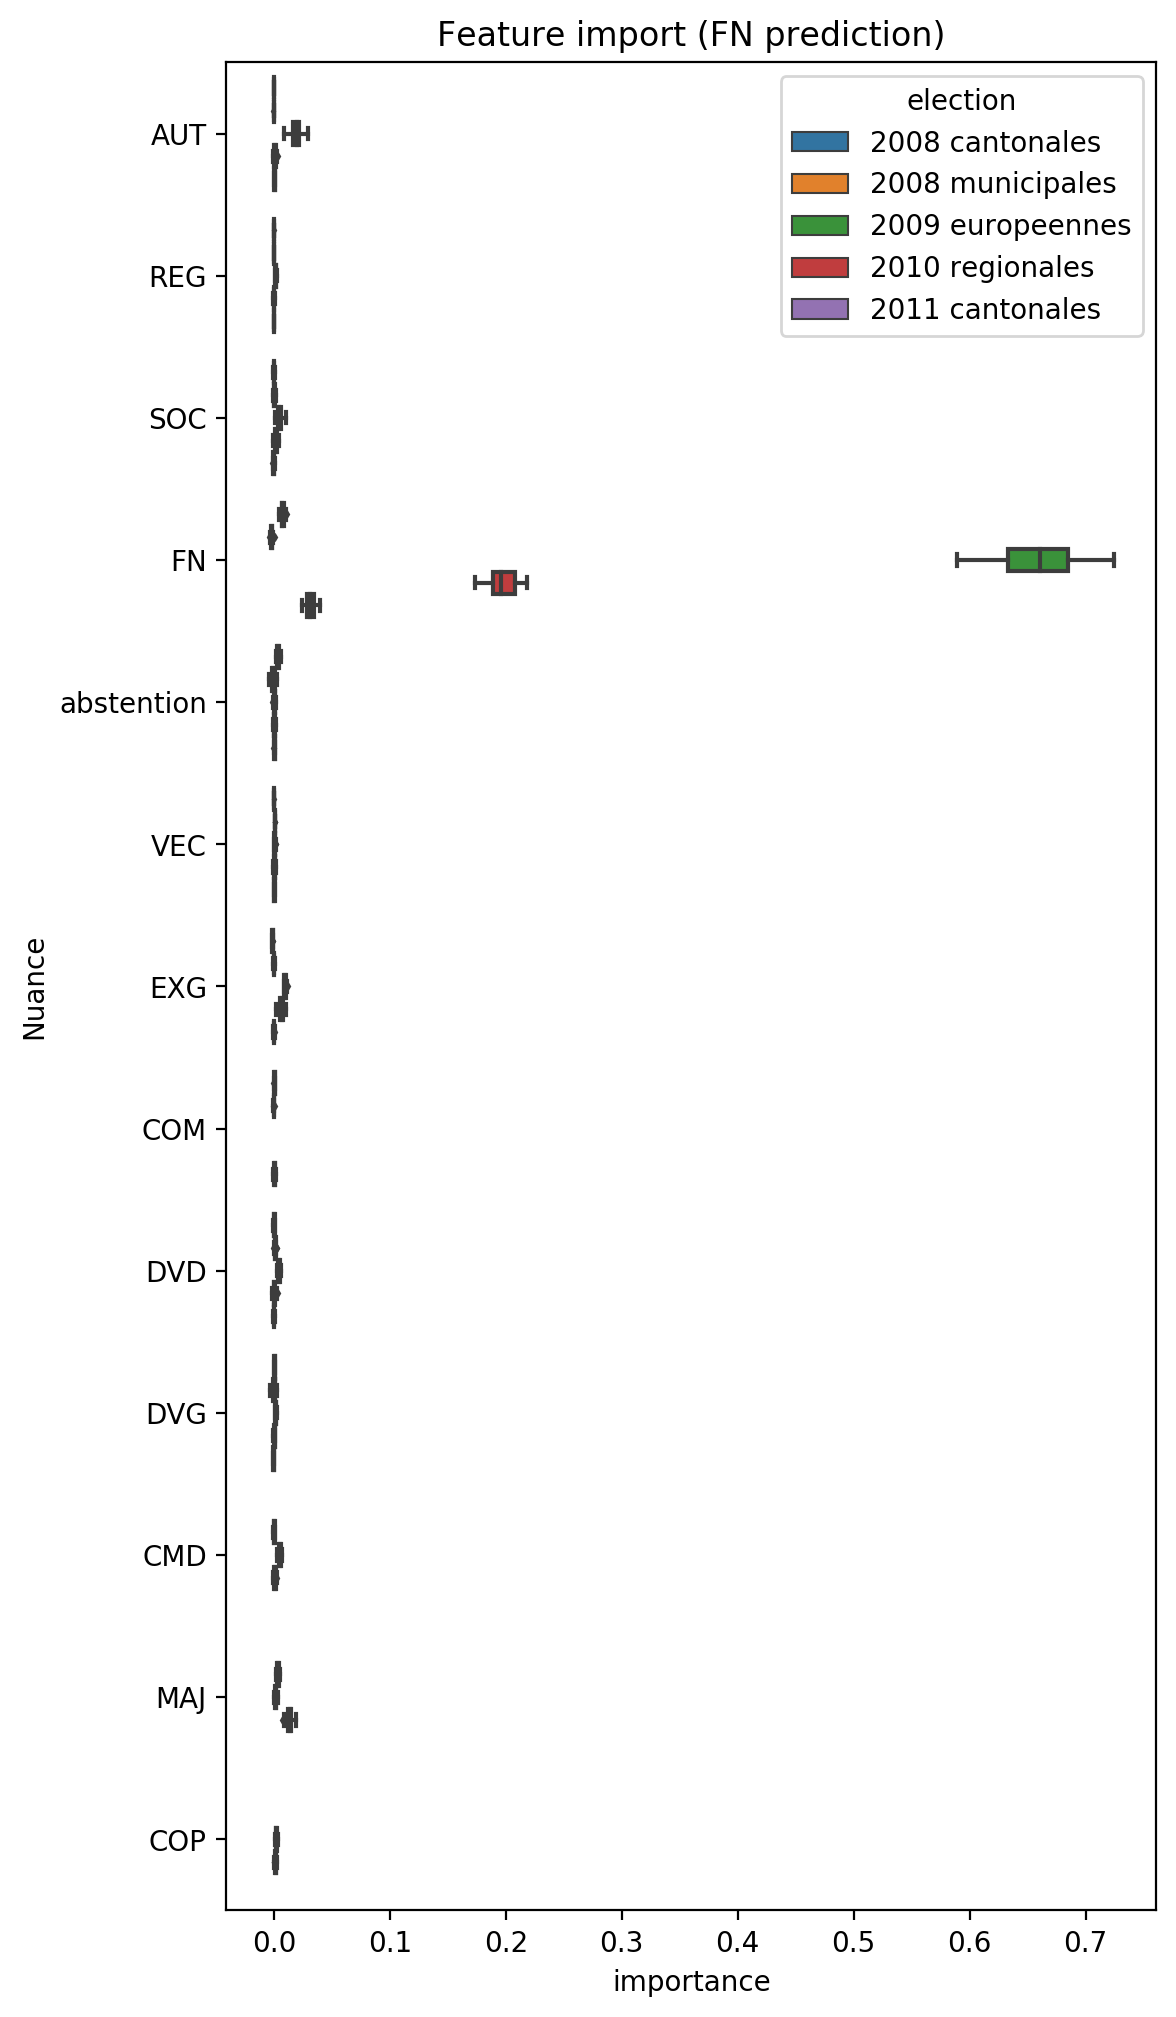 Feature import (FN prediction)
election
2008 cantonales
2008 municipales
2009 europeennes
2010 regionales
2011 cantonales
AUT
REG
SOC
FN
abstention
VEC
EXG
COM
DVD
DVG
CMD
MAJ
COP
Nuance
0.0 0.1 0.2 0.3 0.4 0.5 0.6 0.7
importance